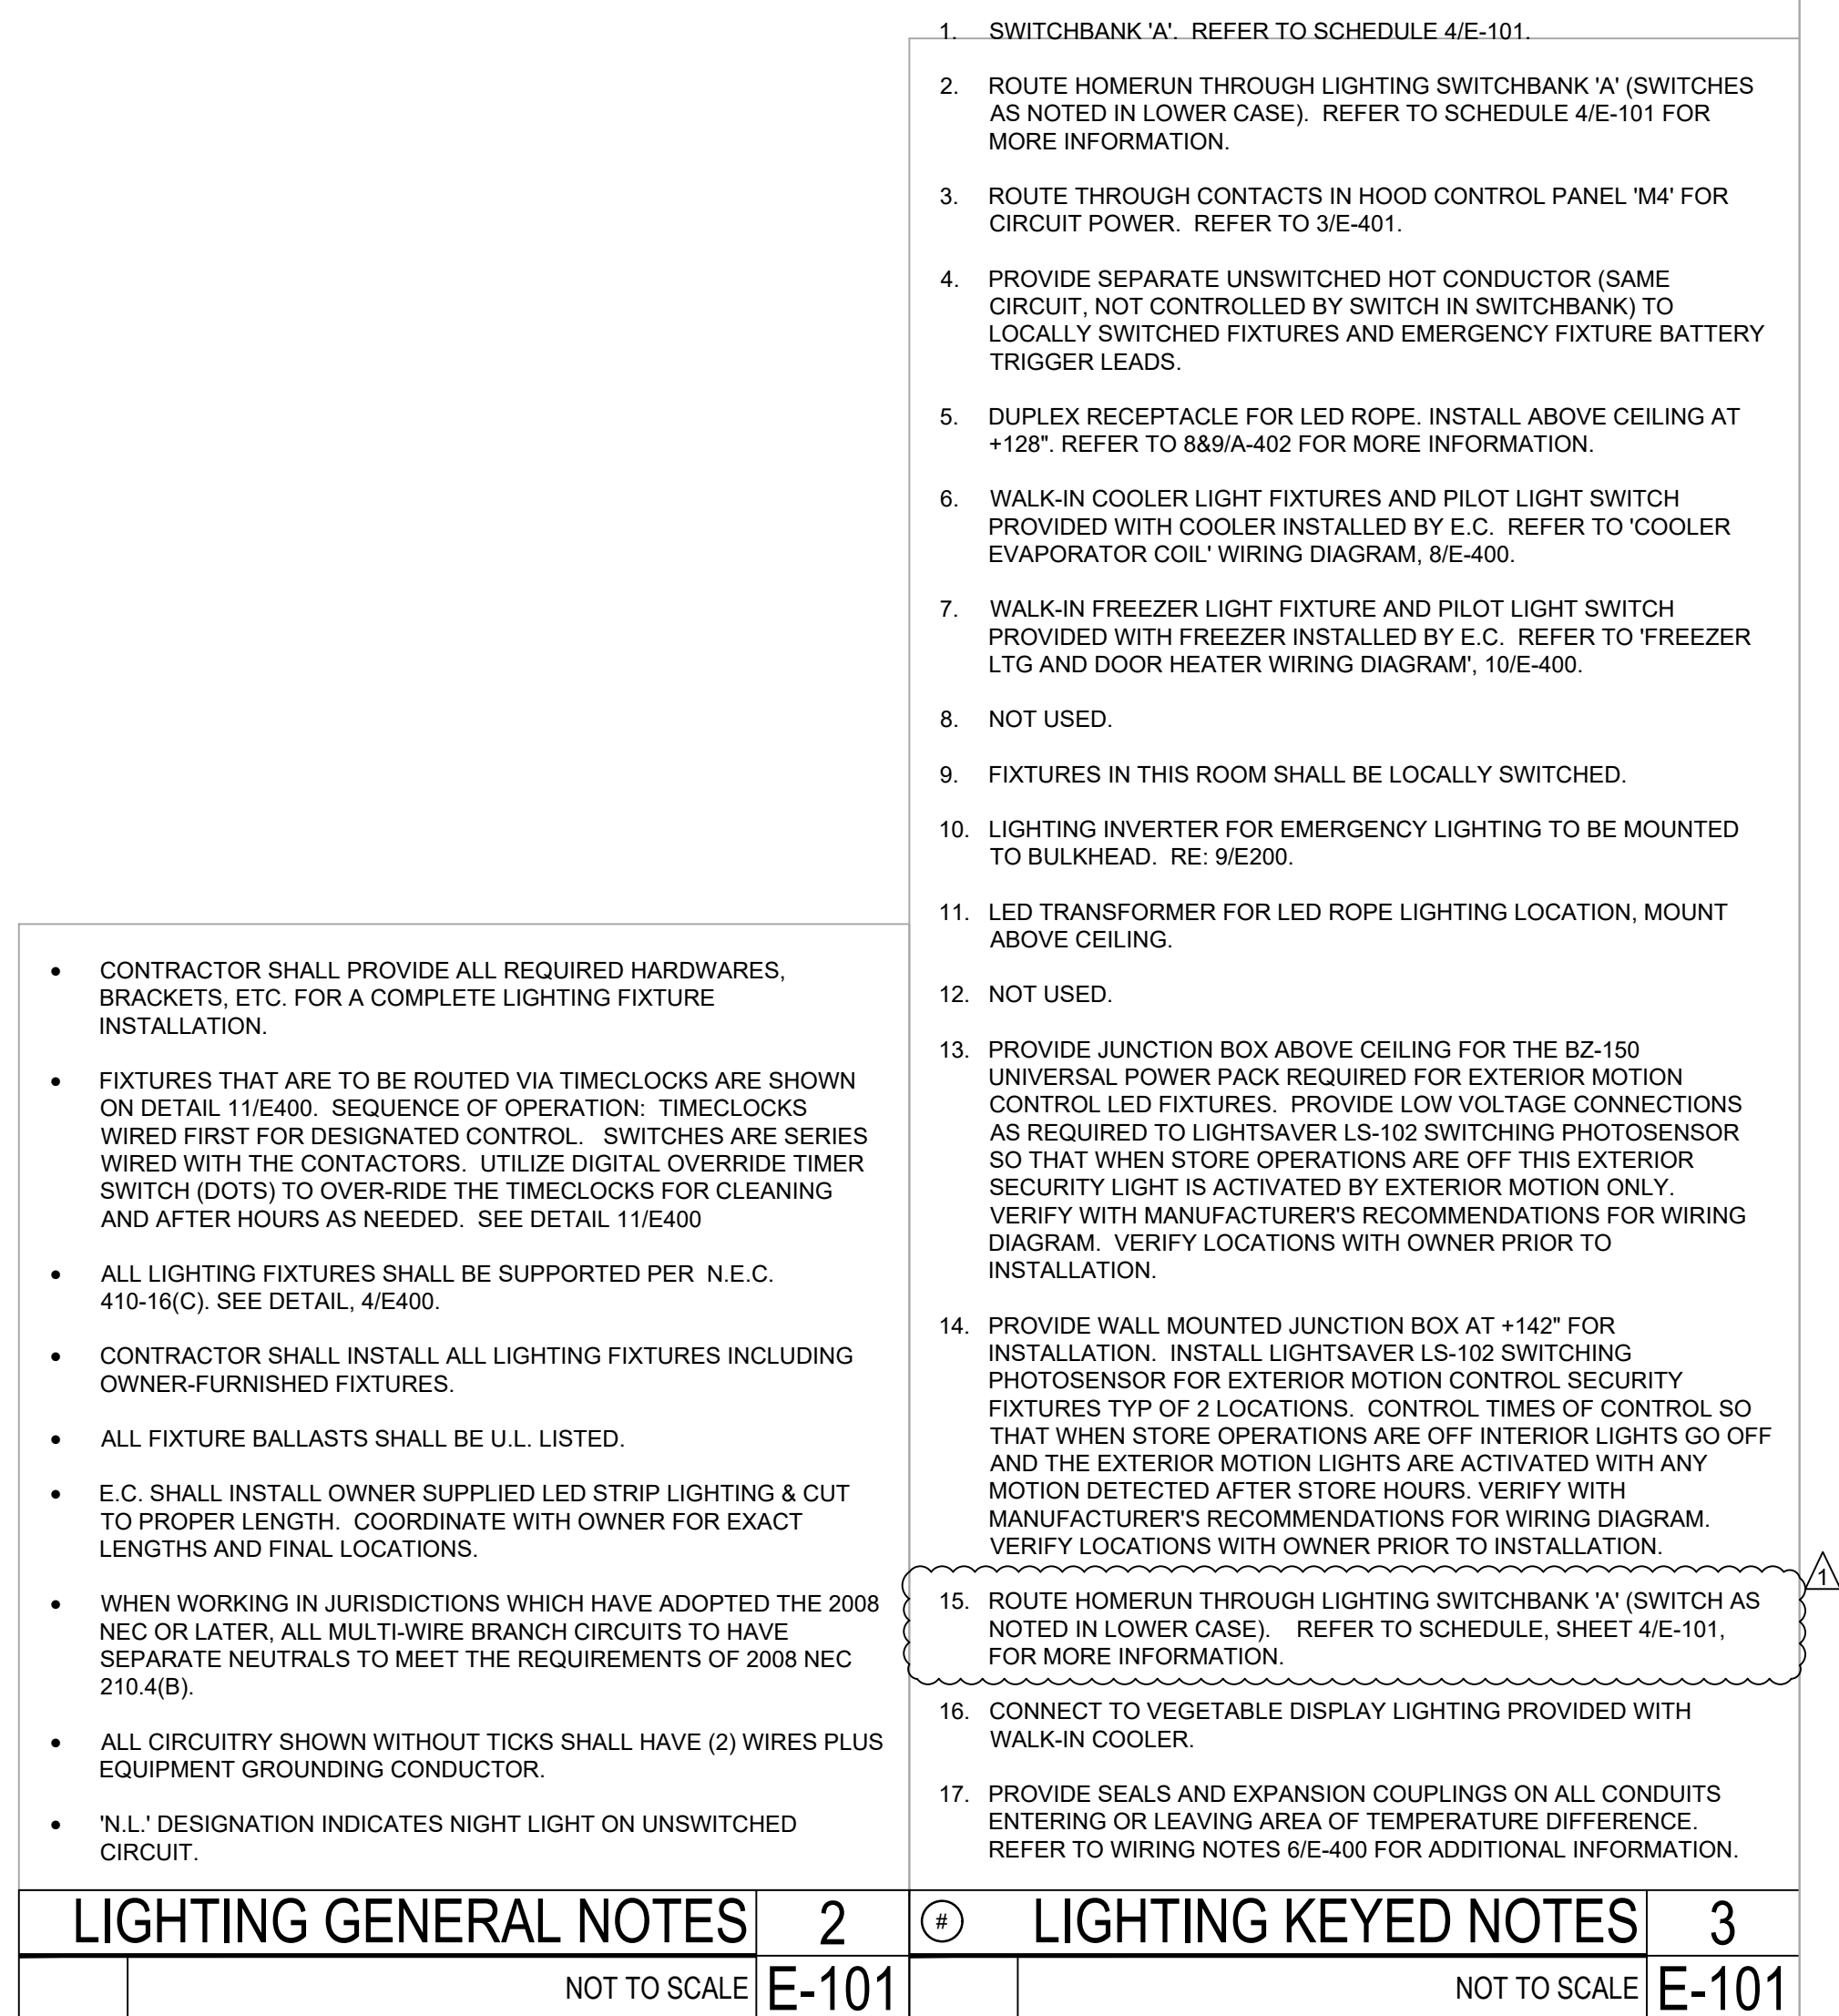 • CONTRACTOR SHALL PROVIDE ALL REQUIRED HARDWARES,
BRACKETS, ETC. FOR A COMPLETE LIGHTING FIXTURE
INSTALLATION.
• FIXTURES THAT ARE TO BE ROUTED VIA TIMECLOCKS ARE SHOWN
ON DETAIL 11/E400. SEQUENCE OF OPERATION: TIMECLOCKS
WIRED FIRST FOR DESIGNATED CONTROL. SWITCHES ARE SERIES
WIRED WITH THE CONTACTORS. UTILIZE DIGITAL OVERRIDE TIMER
SWITCH (DOTS) TO OVER-RIDE THE TIMECLOCKS FOR CLEANING
AND AFTER HOURS AS NEEDED. SEE DETAIL 11/E400
• ALL LIGHTING FIXTURES SHALL BE SUPPORTED PER N.E.C.
410-16(C). SEE DETAIL, 4/E400.
• CONTRACTOR SHALL INSTALL ALL LIGHTING FIXTURES INCLUDING
OWNER-FURNISHED FIXTURES.
• ALL FIXTURE BALLASTS SHALL BE U.L. LISTED.
• E.C. SHALL INSTALL OWNER SUPPLIED LED STRIP LIGHTING & CUT
TO PROPER LENGTH. COORDINATE WITH OWNER FOR EXACT
LENGTHS AND FINAL LOCATIONS.
• WHEN WORKING IN JURISDICTIONS WHICH HAVE ADOPTED THE 2008
NEC OR LATER, ALL MULTI-WIRE BRANCH CIRCUITS TO HAVE
SEPARATE NEUTRALS TO MEET THE REQUIREMENTS OF 2008 NEC
210.4(B).
• ALL CIRCUITRY SHOWN WITHOUT TICKS SHALL HAVE (2) WIRES PLUS
EQUIPMENT GROUNDING CONDUCTOR.
• 'N.L.' DESIGNATION INDICATES NIGHT LIGHT ON UNSWITCHED
CIRCUIT.
LIGHTING GENERAL NOTES 2
NOT TO SCALE E-101
1. SWITCHBANK 'A'. REFER TO SCHEDULE 4/E-101.
2. ROUTE HOMERUN THROUGH LIGHTING SWITCHBANK 'A' (SWITCHES
AS NOTED IN LOWER CASE). REFER TO SCHEDULE 4/E-101 FOR
MORE INFORMATION.
3. ROUTE THROUGH CONTACTS IN HOOD CONTROL PANEL 'M4' FOR
CIRCUIT POWER. REFER TO 3/E-401.
4. PROVIDE SEPARATE UNSWITCHED HOT CONDUCTOR (SAME
CIRCUIT, NOT CONTROLLED BY SWITCH IN SWITCHBANK) TO
LOCALLY SWITCHED FIXTURES AND EMERGENCY FIXTURE BATTERY
TRIGGER LEADS.
5. DUPLEX RECEPTACLE FOR LED ROPE. INSTALL ABOVE CEILING AT
+128". REFER TO 8&9/A-402 FOR MORE INFORMATION.
6. WALK-IN COOLER LIGHT FIXTURES AND PILOT LIGHT SWITCH
PROVIDED WITH COOLER INSTALLED BY E.C. REFER TO 'COOLER
EVAPORATOR COIL' WIRING DIAGRAM, 8/E-400.
7. WALK-IN FREEZER LIGHT FIXTURE AND PILOT LIGHT SWITCH
PROVIDED WITH FREEZER INSTALLED BY E.C. REFER TO 'FREEZER
LTG AND DOOR HEATER WIRING DIAGRAM', 10/E-400.
8. NOT USED.
9. FIXTURES IN THIS ROOM SHALL BE LOCALLY SWITCHED.
10. LIGHTING INVERTER FOR EMERGENCY LIGHTING TO BE MOUNTED
TO BULKHEAD. RE: 9/E200.
11. LED TRANSFORMER FOR LED ROPE LIGHTING LOCATION, MOUNT
ABOVE CEILING.
12. NOT USED.
13. PROVIDE JUNCTION BOX ABOVE CEILING FOR THE BZ-150
UNIVERSAL POWER PACK REQUIRED FOR EXTERIOR MOTION
CONTROL LED FIXTURES. PROVIDE LOW VOLTAGE CONNECTIONS
AS REQUIRED TO LIGHTSAVER LS-102 SWITCHING PHOTOSENSOR
SO THAT WHEN STORE OPERATIONS ARE OFF THIS EXTERIOR
SECURITY LIGHT IS ACTIVATED BY EXTERIOR MOTION ONLY.
VERIFY WITH MANUFACTURER'S RECOMMENDATIONS FOR WIRING
DIAGRAM. VERIFY LOCATIONS WITH OWNER PRIOR TO
INSTALLATION.
14. PROVIDE WALL MOUNTED JUNCTION BOX AT +142" FOR
INSTALLATION. INSTALL LIGHTSAVER LS-102 SWITCHING
PHOTOSENSOR FOR EXTERIOR MOTION CONTROL SECURITY
FIXTURES TYP OF 2 LOCATIONS. CONTROL TIMES OF CONTROL SO
THAT WHEN STORE OPERATIONS ARE OFF INTERIOR LIGHTS GO OFF
AND THE EXTERIOR MOTION LIGHTS ARE ACTIVATED WITH ANY
MOTION DETECTED AFTER STORE HOURS. VERIFY WITH
MANUFACTURER'S RECOMMENDATIONS FOR WIRING DIAGRAM.
VERIFY LOCATIONS WITH OWNER PRIOR TO INSTALLATION.
1
15. ROUTE HOMERUN THROUGH LIGHTING SWITCHBANK 'A' (SWITCH AS
NOTED IN LOWER CASE). REFER TO SCHEDULE, SHEET 4/E-101,
FOR MORE INFORMATION.
16. CONNECT TO VEGETABLE DISPLAY LIGHTING PROVIDED WITH
WALK-IN COOLER.
17. PROVIDE SEALS AND EXPANSION COUPLINGS ON ALL CONDUITS
ENTERING OR LEAVING AREA OF TEMPERATURE DIFFERENCE.
REFER TO WIRING NOTES 6/E-400 FOR ADDITIONAL INFORMATION.
# LIGHTING KEYED NOTES 3
NOT TO SCALE E-101